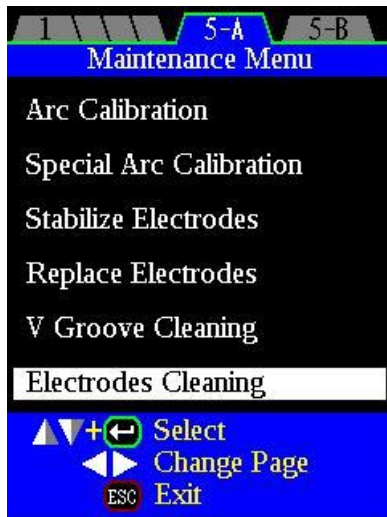 1 5-A 5-B
Maintenance Menu
Arc Calibration
Special Arc Calibration
Stabilize Electrodes
Replace Electrodes
V Groove Cleaning
Electrodes Cleaning
+ Select
Change Page
ESC Exit